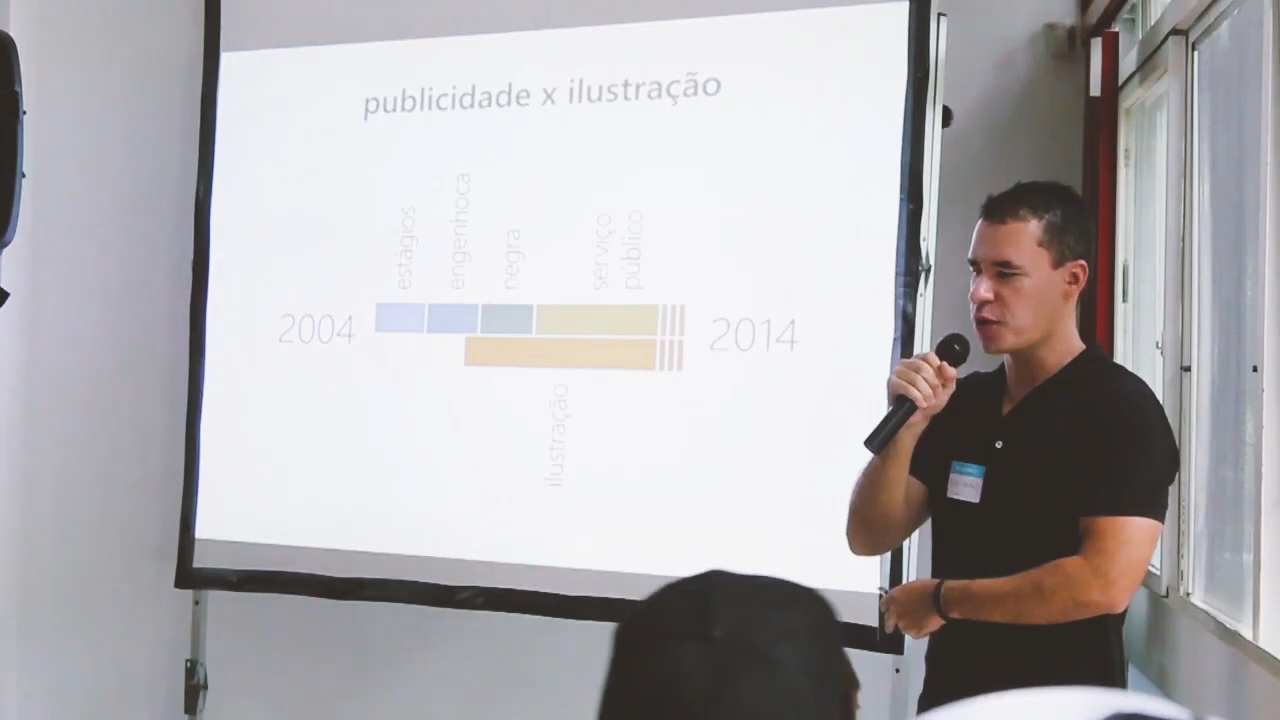 publicidade x ilustração
estágios
engenhoca
negra
serviço
público
2004
2014
ilustração